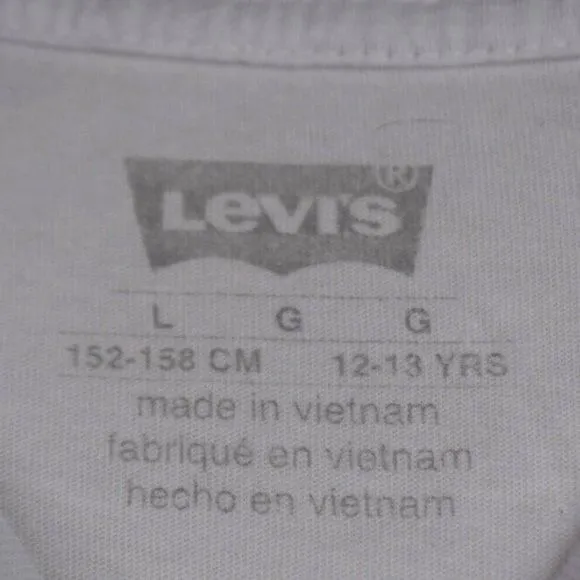 Levi's®
L G G
152-158 CM 12-13 YRS
made in vietnam
fabriqué en vietnam
hecho en vietnam